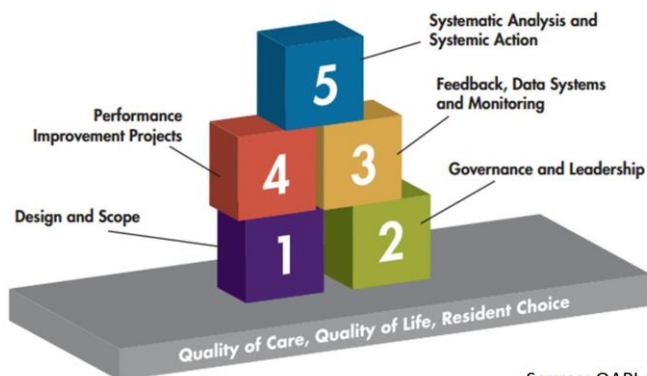 Systematic Analysis and
Systemic Action
5
Feedback, Data Systems
and Monitoring
Performance
Improvement Projects
4
3
Governance and Leadership
Design and Scope
1
2
Quality of Care, Quality of Life, Resident Choice